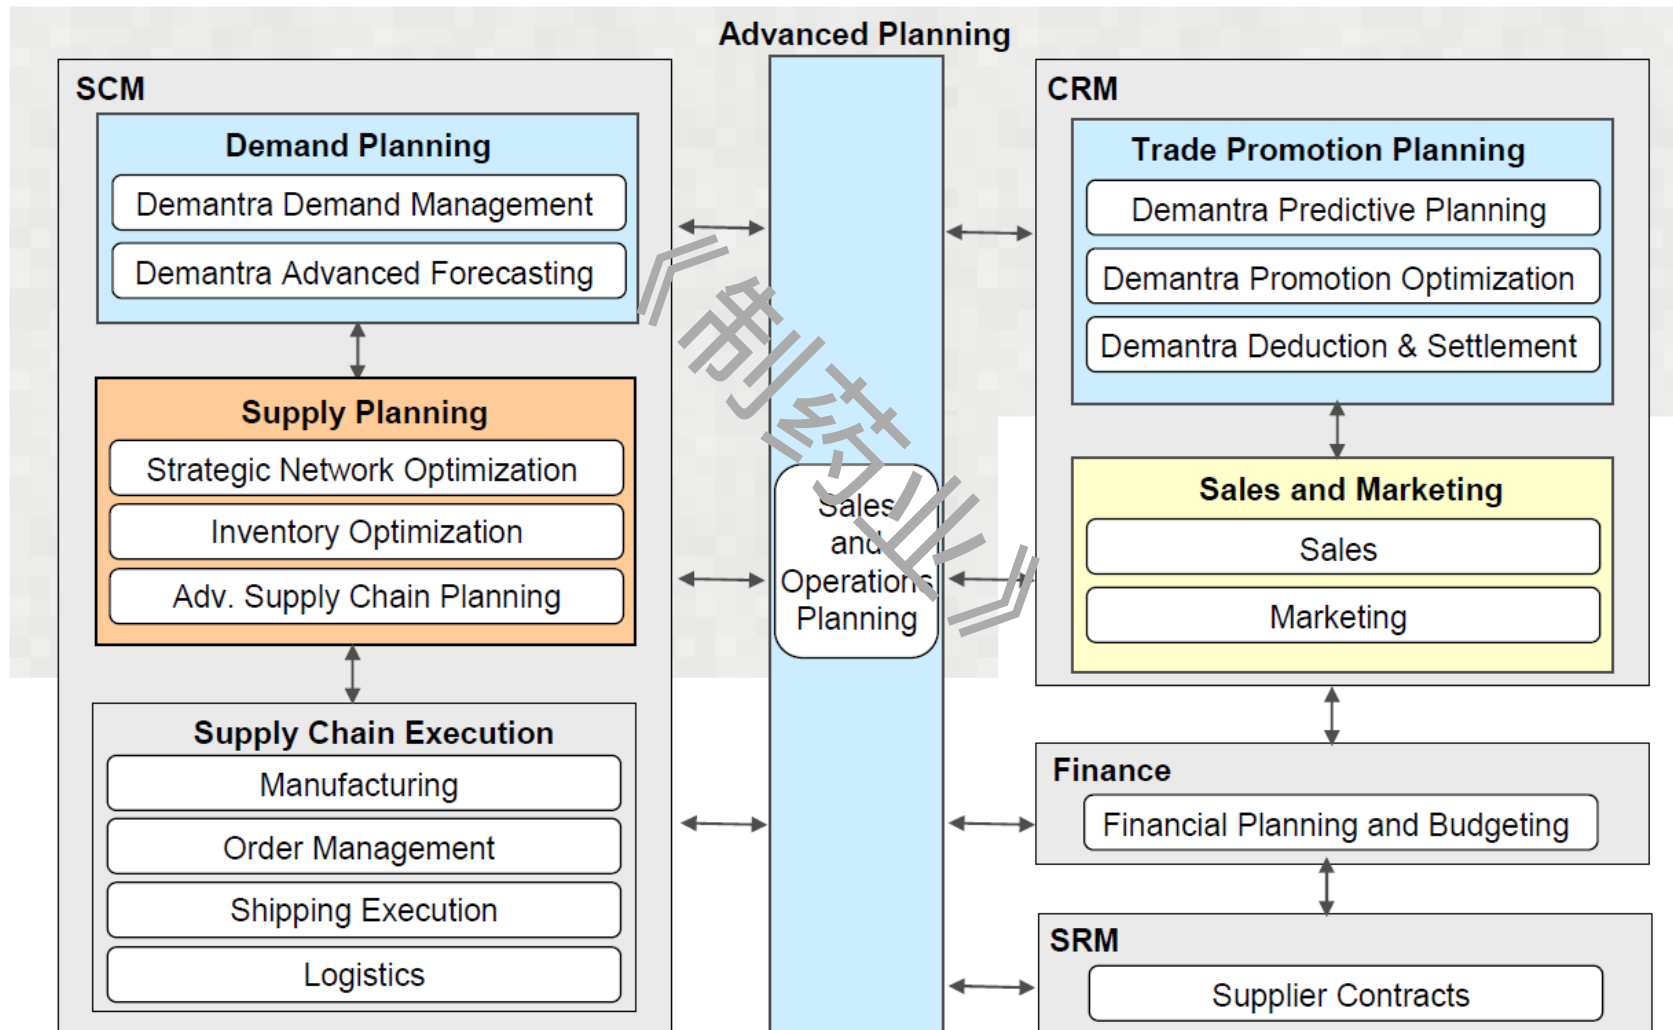 Advanced Planning
SCM
Demand Planning
Demantra Demand Management
Demantra Advanced Forecasting
Supply Planning
Strategic Network Optimization
Inventory Optimization
Adv. Supply Chain Planning
Supply Chain Execution
Manufacturing
Order Management
Shipping Execution
Logistics
Sales
and
Operations
Planning
CRM
Trade Promotion Planning
Demantra Predictive Planning
Demantra Promotion Optimization
Demantra Deduction & Settlement
Sales and Marketing
Sales
Marketing
Finance
Financial Planning and Budgeting
SRM
Supplier Contracts
《制药业》